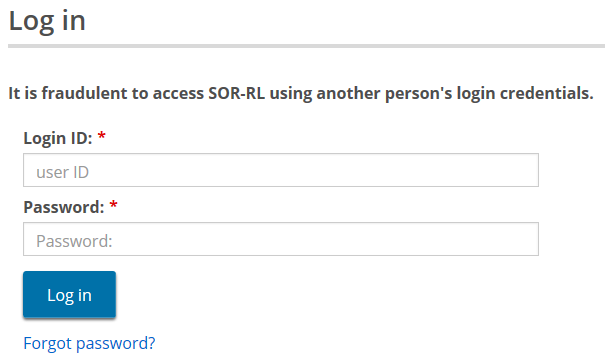 Log in
It is fraudulent to access SOR-RL using another person's login credentials.
Login ID: *
user ID
Password: *
Password:
Log in
Forgot password?